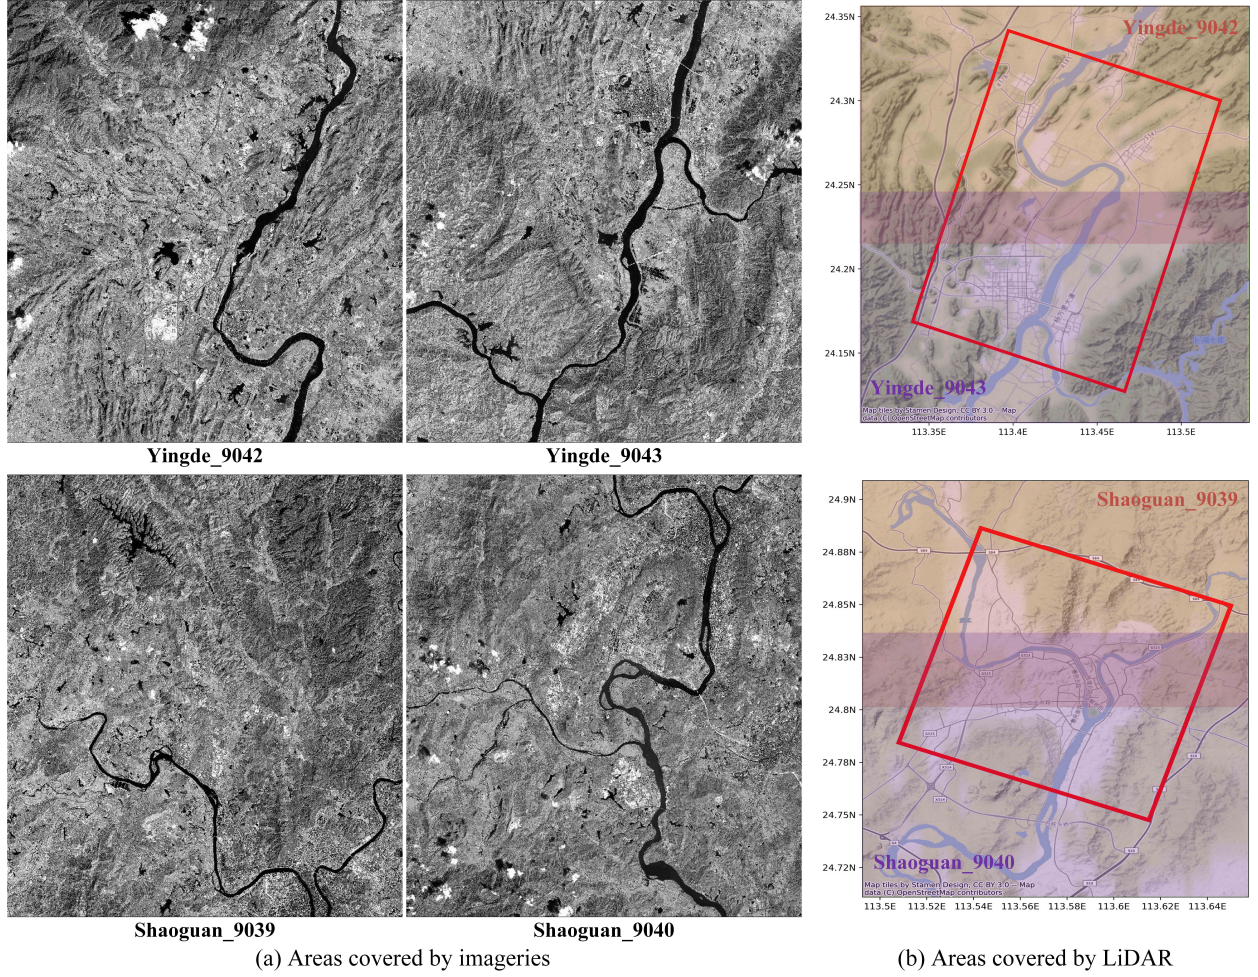 Yingde_9042
Yingde_9043
Shaoguan_9039
Shaoguan_9040
(a) Areas covered by imageries
24.35N
24.3N
24.25N
24.2N
24.15N
Yingde_9042
Yingde_9043
Map tiles by Stamen Design, CC BY 3.0 -- Map
data (C) OpenStreetMap contributors
113.35E
113.4E
113.45E
113.5E
24.9N
24.88N
24.85N
24.83N
24.8N
24.78N
24.75N
24.72N
Shaoguan_9039
Shaoguan_9040
Map tiles by Stamen Design, CC BY 3.0 -- Map
data (C) OpenStreetMap contributors
113.5E
113.52E
113.54E
113.56E
113.58E
113.6E
113.62E
113.64E
(b) Areas covered by LiDAR